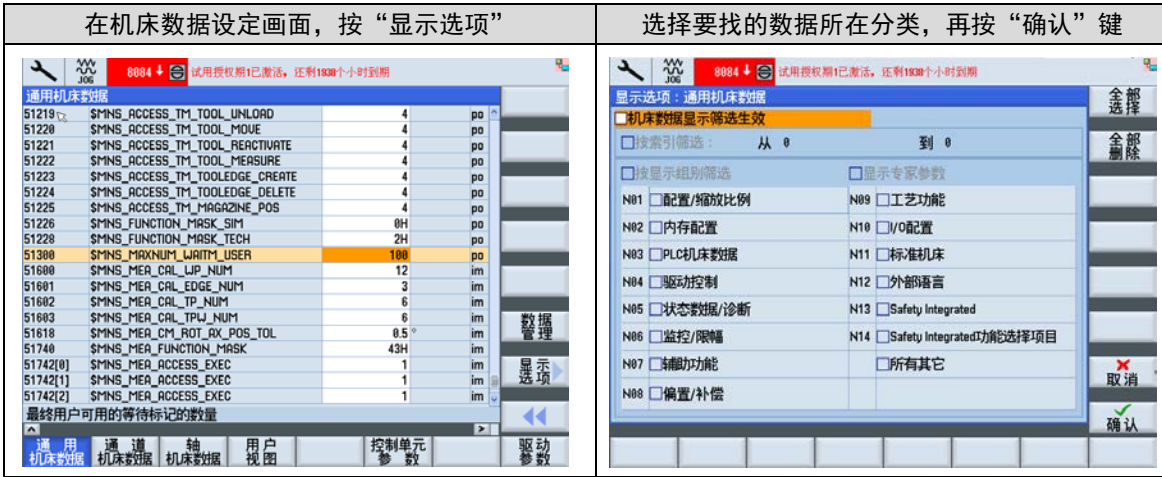 在机床数据设定画面，按“显示选项”
选择要找的数据所在分类，再按“确认”键
JOG
8084
试用授权期1已激活，还剩1930个小时到期
通用机床数据
51219 $MNS_ACCESS_TM_TOOL_UNLOAD 4 po
51220 $MNS_ACCESS_TM_TOOL_MOVE 4 po
51221 $MNS_ACCESS_TM_TOOL_REACTIVATE 4 po
51222 $MNS_ACCESS_TM_TOOL_MEASURE 4 po
51223 $MNS_ACCESS_TM_TOOLEDGE_CREATE 4 po
51224 $MNS_ACCESS_TM_TOOLEDGE_DELETE 4 po
51225 $MNS_ACCESS_TM_MAGAZINE_POS 4 po
51226 $MNS_FUNCTION_MASK_SIM 0H po
51228 $MNS_FUNCTION_MASK_TECH 2H po
51300 $MNS_MAXNUM_WAITM_USER 100 po
51600 $MNS_MEA_CAL_WP_NUM 12 im
51601 $MNS_MEA_CAL_EDGE_NUM 3 im
51602 $MNS_MEA_CAL_TP_NUM 6 im
51603 $MNS_MEA_CAL_TPW_NUM 6 im
51618 $MNS_MEA_CM_ROT_AX_POS_TOL 0.5 ° im
51740 $MNS_MEA_FUNCTION_MASK 43H im
51742[0] $MNS_MEA_ACCESS_EXEC 1 im
51742[1] $MNS_MEA_ACCESS_EXEC 1 im
51742[2] $MNS_MEA_ACCESS_EXEC 1 im
最终用户可用的等待标记的数量
数据管理
显示选项
通用机床数据
通道机床数据
轴机床数据
用户视图
控制单元参数
驱动参数
JOG
8084
试用授权期1已激活，还剩1930个小时到期
显示选项：通用机床数据
机床数据显示筛选生效
按索引筛选： 从 0 到 0
按显示组别筛选 显示专家参数
N01 配置/缩放比例 N09 工艺功能
N02 内存配置 N10 I/O配置
N03 PLC机床数据 N11 标准机床
N04 驱动控制 N12 外部语言
N05 状态数据/诊断 N13 Safety Integrated
N06 监控/限幅 N14 Safety Integrated功能选择项目
N07 辅助功能 所有其它
N08 偏置/补偿
全部选择
全部删除
取消
确认